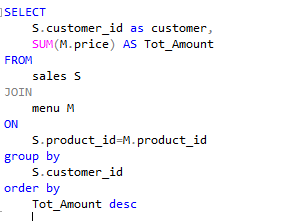 SELECT
S.customer_id as customer,
SUM(M.price) AS Tot_Amount
FROM
sales S
JOIN
menu M
ON
S.product_id=M.product_id
group by
S.customer_id
order by
Tot_Amount desc